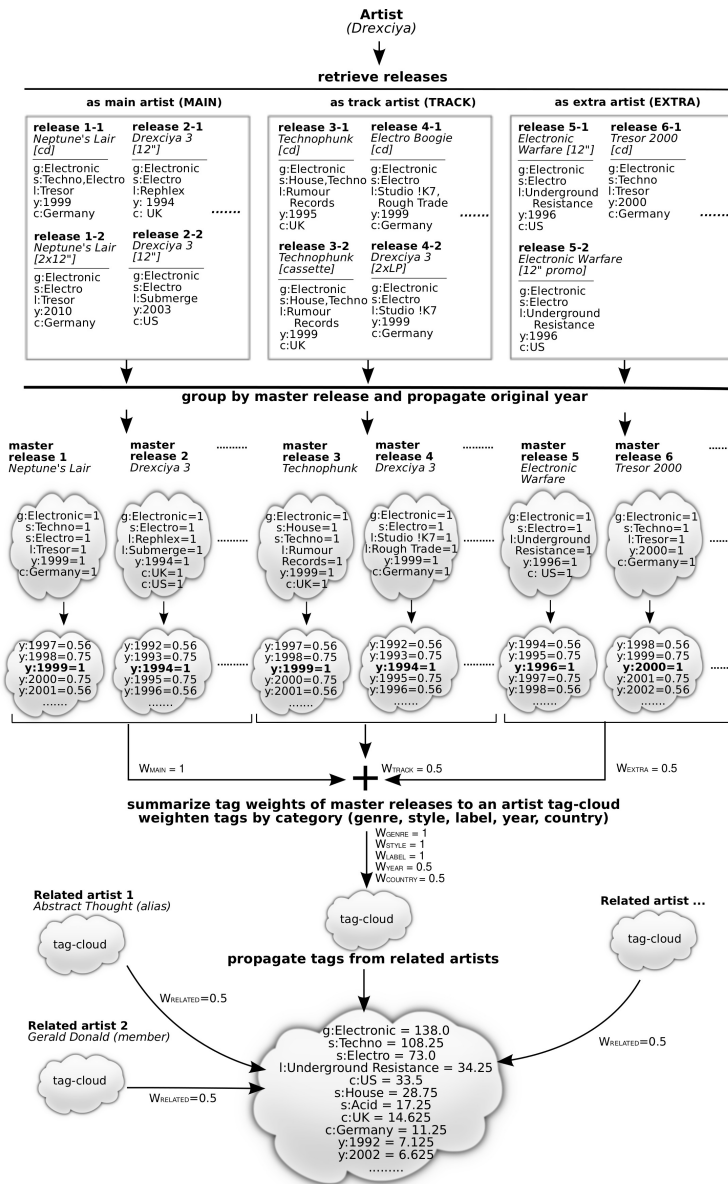 Artist
(Drexciya)
retrieve releases
as main artist (MAIN)
release 1-1
Neptune's Lair
[cd]
g:Electronic
s:Techno,Electro
l:Tresor
y:1999
c:Germany
release 2-1
Drexciya 3
[12"]
g:Electronic
s:Electro
l:Rephlex
y: 1994
c: UK
.......
release 1-2
Neptune's Lair
[2x12"]
g:Electronic
s:Electro
l:Tresor
y:2010
c:Germany
release 2-2
Drexciya 3
[12"]
g:Electronic
s:Electro
l:Submerge
y:2003
c:US
as track artist (TRACK)
release 3-1
Technophunk
[cd]
g:Electronic
s:House,Techno
l:Rumour
Records
y:1995
c:UK
release 4-1
Electro Boogie
[cd]
g:Electronic
s:Electro
l:Studio !K7,
Rough Trade
y:1999
c:Germany
.......
release 3-2
Technophunk
[cassette]
g:Electronic
s:House,Techno
l:Rumour
Records
y:1999
c:UK
release 4-2
Drexciya 3
[2xLP]
g:Electronic
s:Electro
l:Studio !K7
y:1999
c:Germany
as extra artist (EXTRA)
release 5-1
Electronic
Warfare [12"]
g:Electronic
s:Electro
l:Underground
Resistance
y:1996
c:US
release 6-1
Tresor 2000
[cd]
g:Electronic
s:Techno
l:Tresor
y:2000
c:Germany
.......
release 5-2
Electronic Warfare
[12" promo]
g:Electronic
s:Electro
l:Underground
Resistance
y:1996
c:US
group by master release and propagate original year
master
release 1
Neptune's Lair
master
release 2
Drexciya 3
..........
master
release 3
Technophunk
master
release 4
Drexciya 3
..........
master
release 5
Electronic
Warfare
master
release 6
Tresor 2000
......
g:Electronic=1
s:Techno=1
s:Electro=1
l:Tresor=1
y:1999=1
c:Germany=1
g:Electronic=1
s:Electro=1
l:Rephlex=1
l:Submerge=1
y:1994=1
c:UK=1
c:US=1
..........
g:Electronic=1
s:House=1
s:Techno=1
l:Rumour
Records=1
y:1999=1
c:UK=1
g:Electronic=1
s:Electro=1
l:Studio !K7=1
l:Rough Trade=1
y:1999=1
c:Germany=1
..........
g:Electronic=1
s:Electro=1
l:Underground
Resistance=1
y:1996=1
c: US=1
g:Electronic=1
s:Techno=1
l:Tresor=1
y:2000=1
c:Germany=1
......
y:1997=0.56
y:1998=0.75
y:1999=1
y:2000=0.75
y:2001=0.56
.......
y:1992=0.56
y:1993=0.75
y:1994=1
y:1995=0.75
y:1996=0.56
.......
..........
y:1997=0.56
y:1998=0.75
y:1999=1
y:2000=0.75
y:2001=0.56
.......
y:1992=0.56
y:1993=0.75
y:1994=1
y:1995=0.75
y:1996=0.56
.......
..........
y:1994=0.56
y:1995=0.75
y:1996=1
y:1997=0.75
y:1998=0.56
.......
y:1998=0.56
y:1999=0.75
y:2000=1
y:2001=0.75
y:2002=0.56
.......
......
WMAIN = 1
+
WTRACK = 0.5
WEXTRA = 0.5
summarize tag weights of master releases to an artist tag-cloud
weighten tags by category (genre, style, label, year, country)
WGENRE = 1
WSTYLE = 1
WLABEL = 1
WYEAR = 0.5
WCOUNTRY = 0.5
Related artist 1
Abstract Thought (alias)
tag-cloud
tag-cloud
Related artist ...
tag-cloud
propagate tags from related artists
WRELATED=0.5
Related artist 2
Gerald Donald (member)
tag-cloud
WRELATED=0.5
WRELATED=0.5
g:Electronic = 138.0
s:Techno = 108.25
s:Electro = 73.0
l:Underground Resistance = 34.25
c:US = 33.5
s:House = 28.75
s:Acid = 17.25
c:UK = 14.625
c:Germany = 11.25
y:1992 = 7.125
y:2002 = 6.625
.........